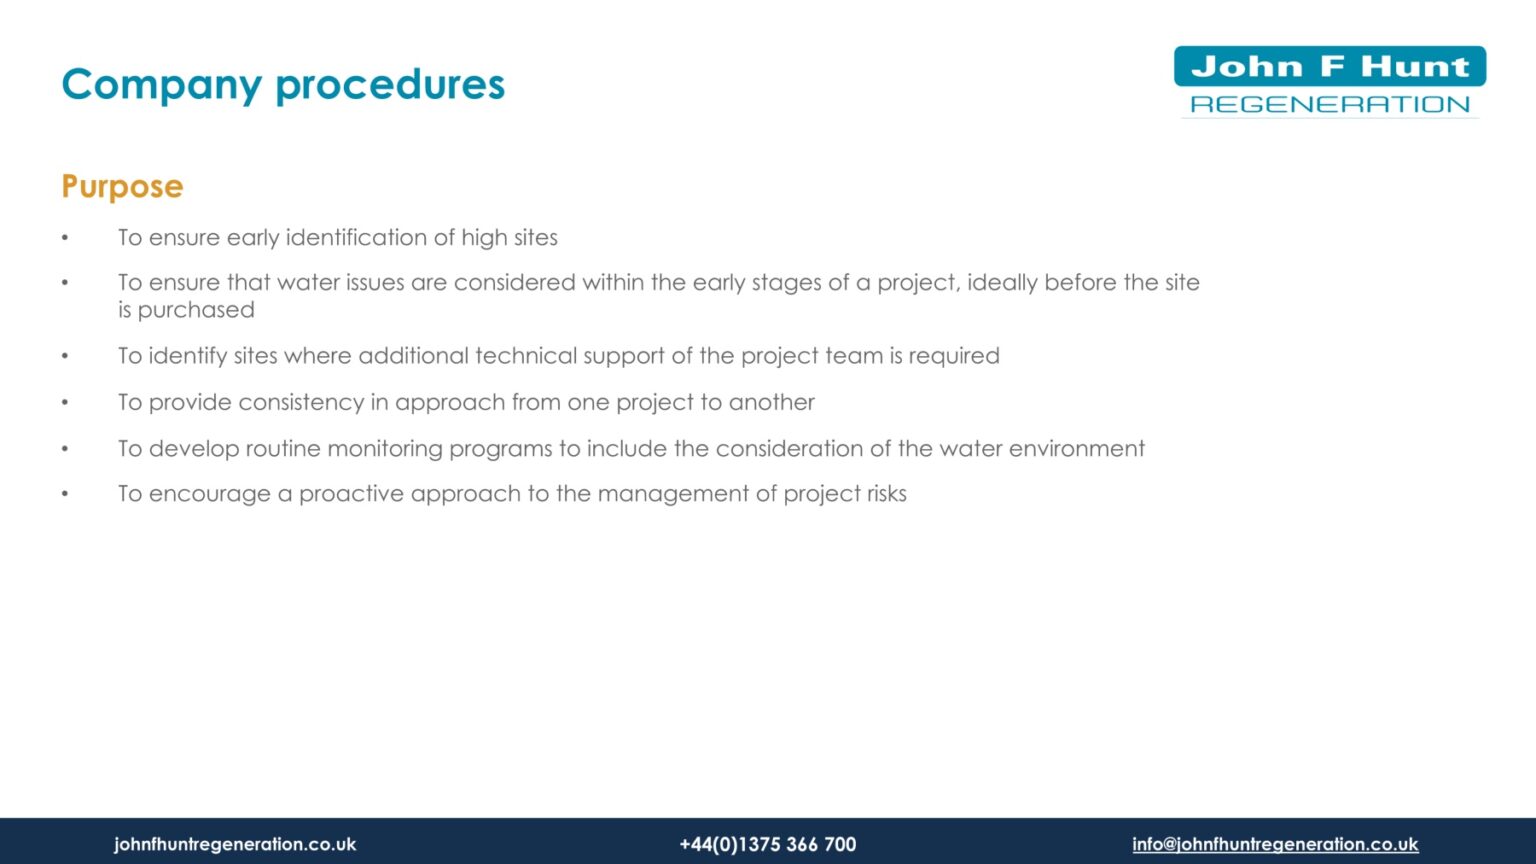 Company procedures
John F Hunt
REGENERATION
Purpose
• To ensure early identification of high sites
• To ensure that water issues are considered within the early stages of a project, ideally before the site
is purchased
• To identify sites where additional technical support of the project team is required
• To provide consistency in approach from one project to another
• To develop routine monitoring programs to include the consideration of the water environment
• To encourage a proactive approach to the management of project risks
johnfhuntregeneration.co.uk
+44(0)1375 366 700
info@johnfhuntregeneration.co.uk